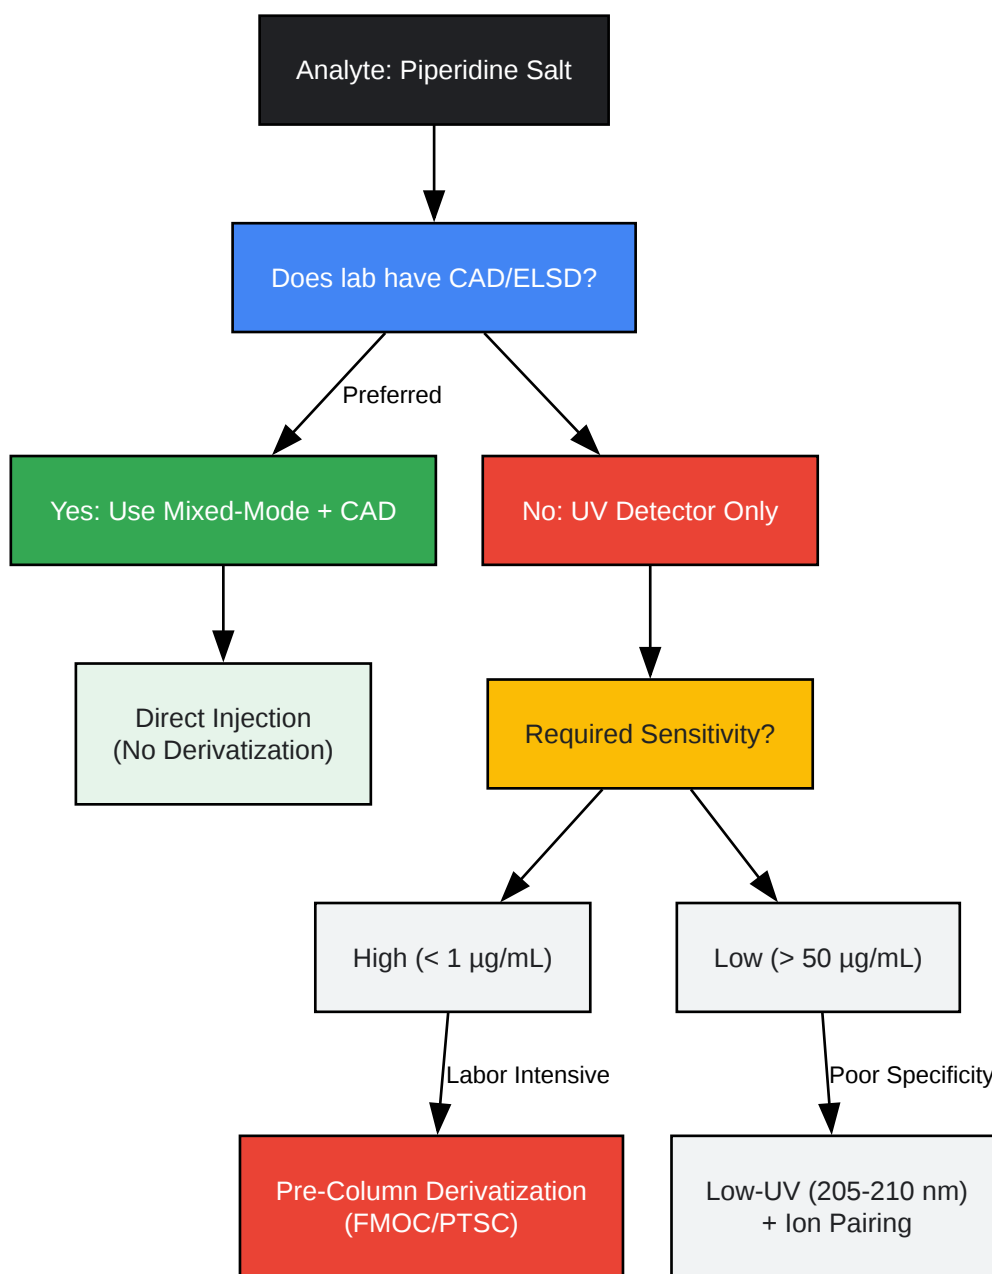 Analyte: Piperidine Salt
Does lab have CAD/ELSD?
Preferred
Yes: Use Mixed-Mode + CAD
No: UV Detector Only
Direct Injection
(No Derivatization)
Required Sensitivity?
High (< 1 µg/mL)
Low (> 50 µg/mL)
Labor Intensive
Poor Specificity
Pre-Column Derivatization
(FMOC/PTSC)
Low-UV (205-210 nm)
+ Ion Pairing